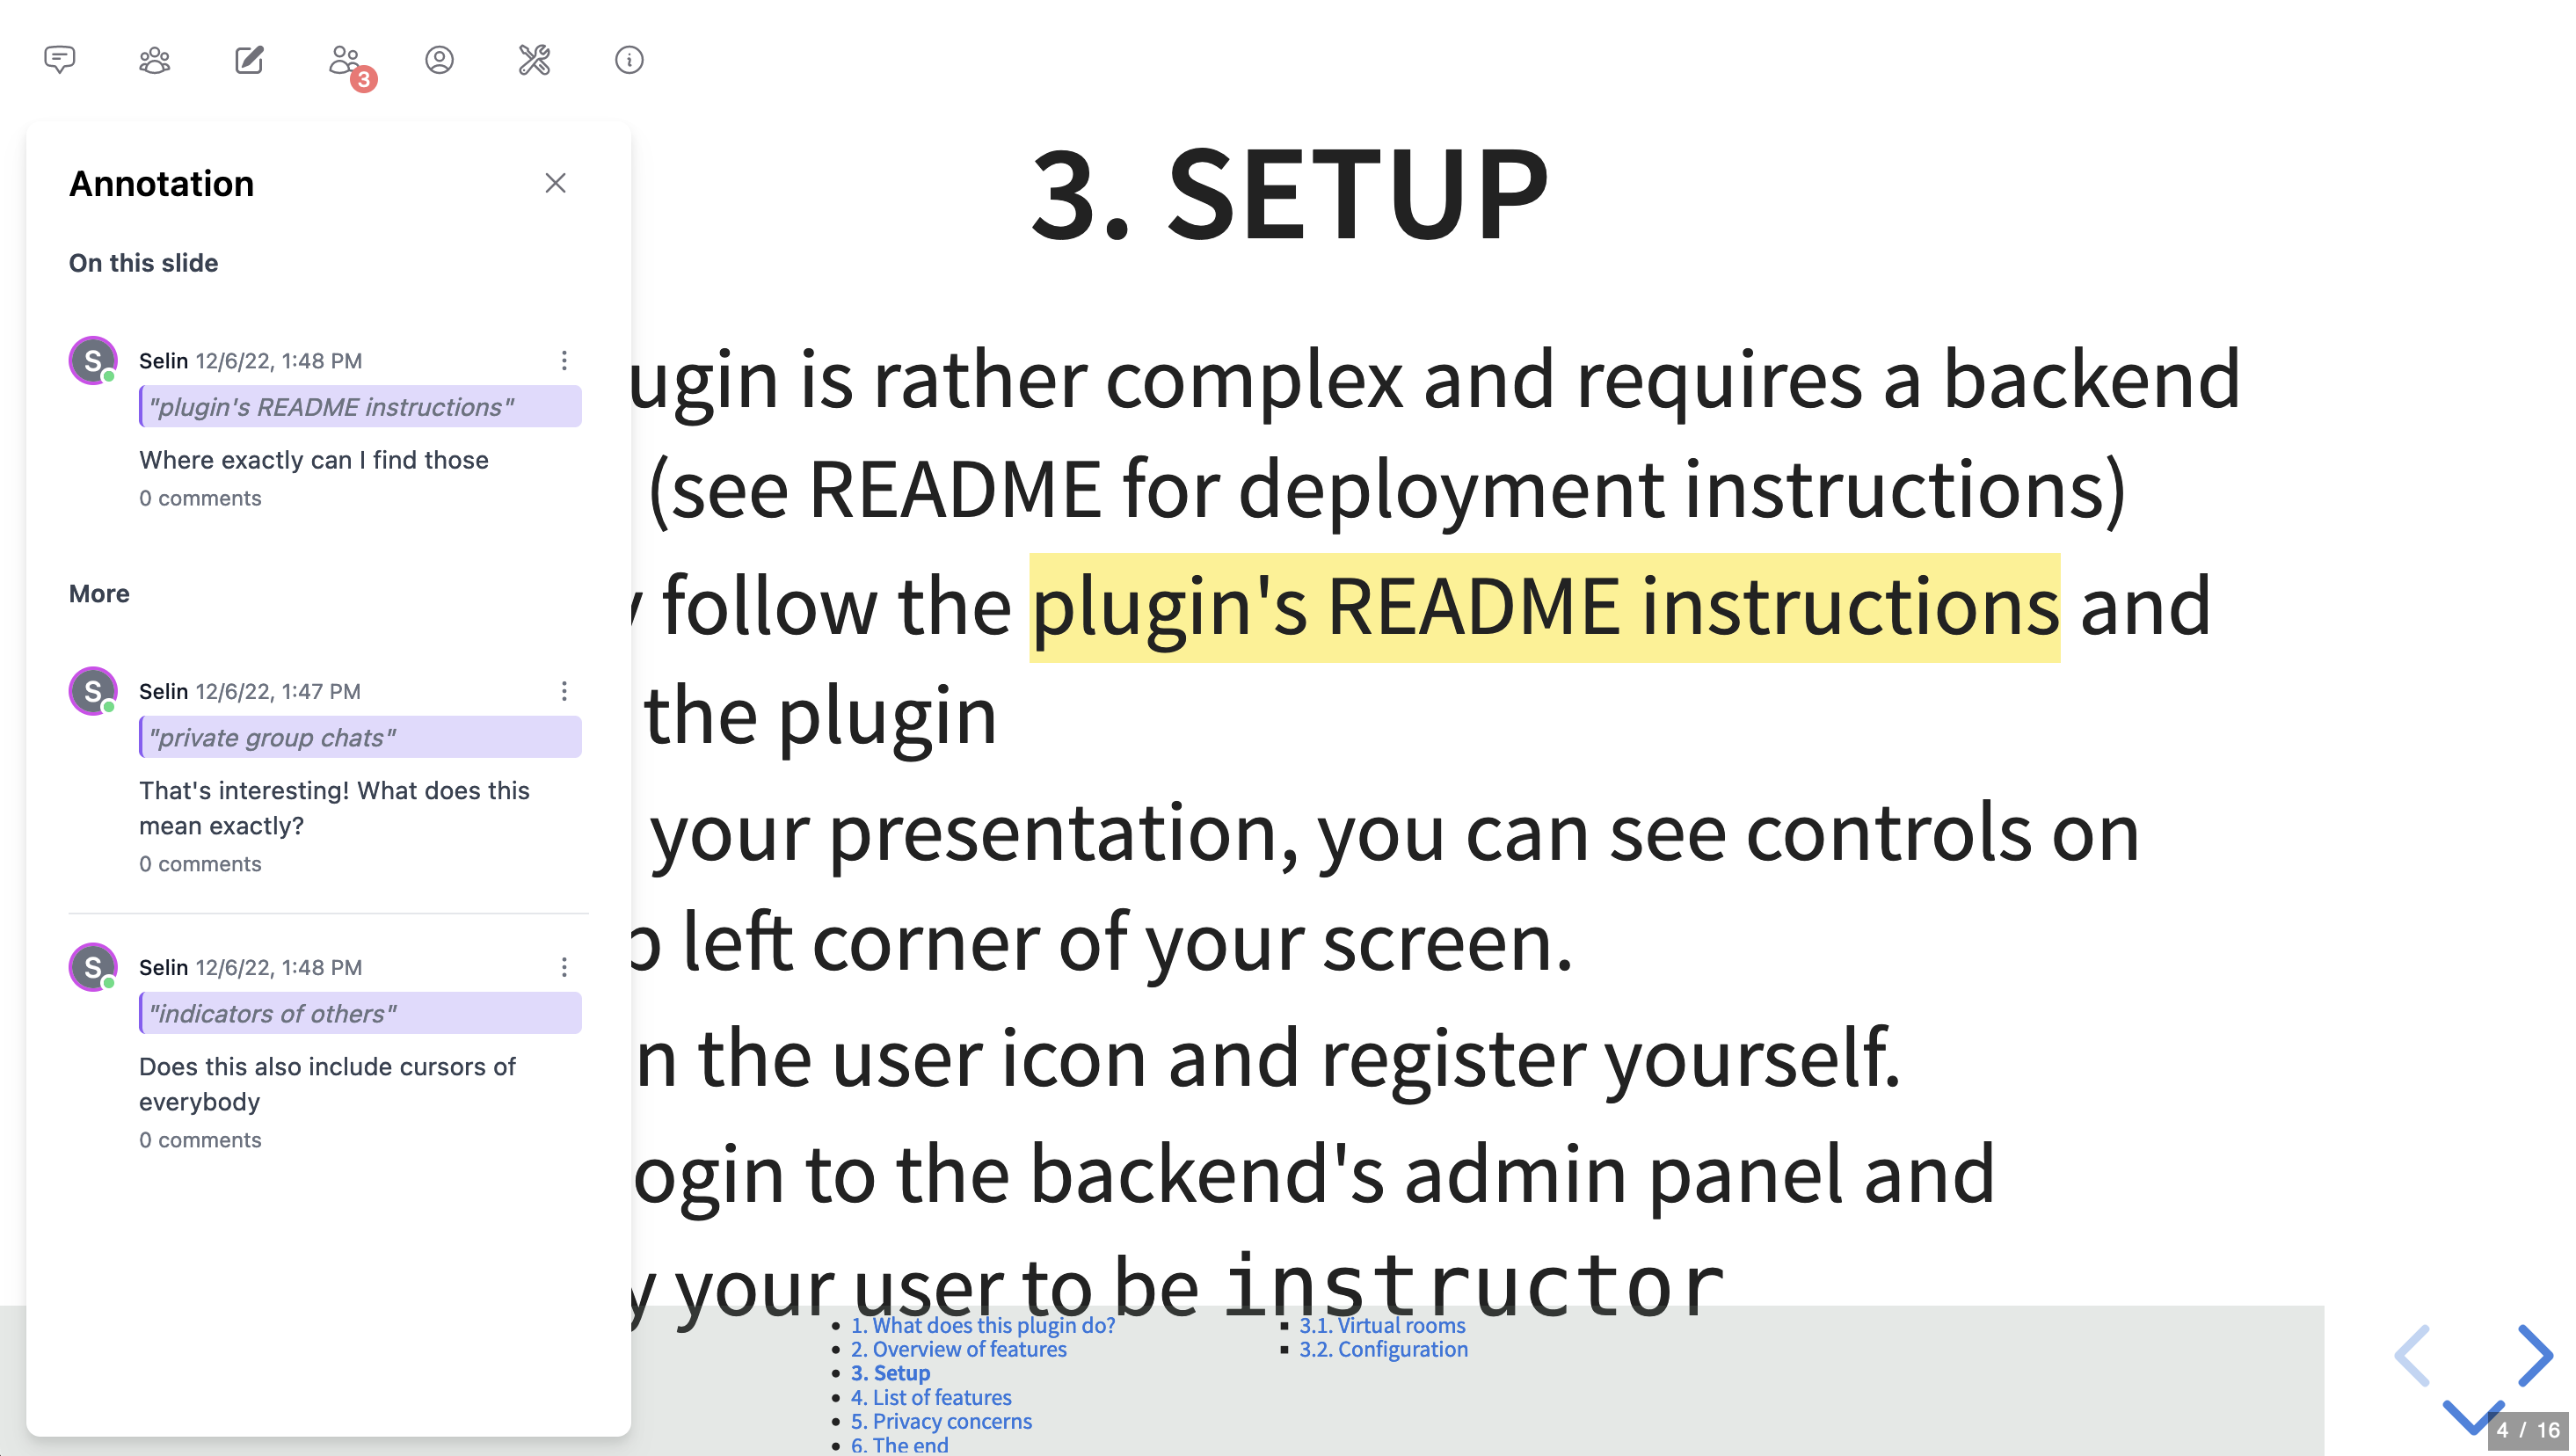 3
Annotation
On this slide
S
Selin 12/6/22, 1:48 PM
"plugin's README instructions"
Where exactly can I find those
0 comments
More
S
Selin 12/6/22, 1:47 PM
"private group chats"
That's interesting! What does this
mean exactly?
0 comments
S
Selin 12/6/22, 1:48 PM
"indicators of others"
Does this also include cursors of
everybody
0 comments
3. SETUP
ugin is rather complex and requires a backend
(see README for deployment instructions)
follow the plugin's README instructions and
the plugin
your presentation, you can see controls on
left corner of your screen.
n the user icon and register yourself.
ogin to the backend's admin panel and
y your user to be instructor
1. What does this plugin do?
2. Overview of features
3. Setup
4. List of features
5. Privacy concerns
6. The end
3.1. Virtual rooms
3.2. Configuration
4 / 16